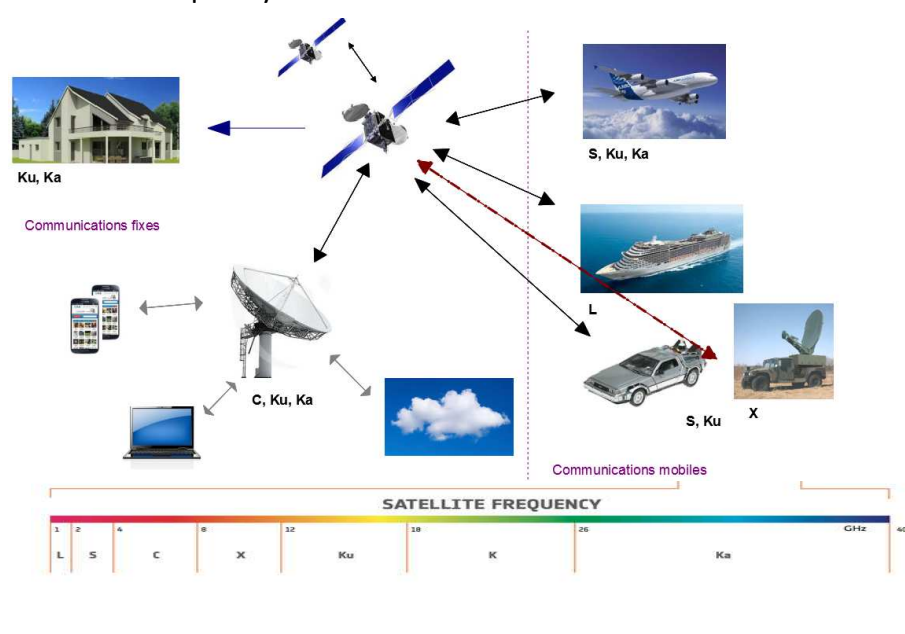 S, Ku, Ka
Ku, Ka
Communications fixes
L
C, Ku, Ka
S, Ku
X
Communications mobiles
SATELLITE FREQUENCY
1 2 4 8 12 18 26 GHz 40
L S C X Ku K Ka